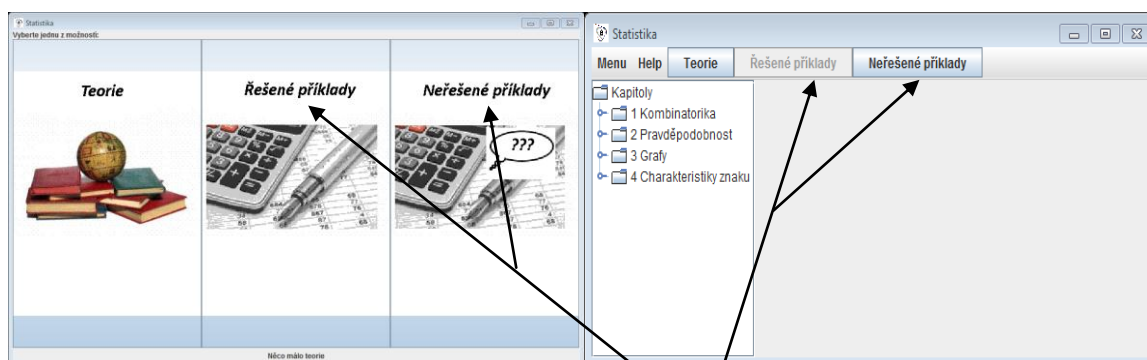 Statistika
Vyberte jednu z možností:
Teorie
Řešené příklady
Neřešené příklady
???
Něco málo teorie
Statistika
Menu Help Teorie Řešené příklady Neřešené příklady
Kapitoly
1 Kombinatorika
2 Pravděpodobnost
3 Grafy
4 Charakteristiky znaku